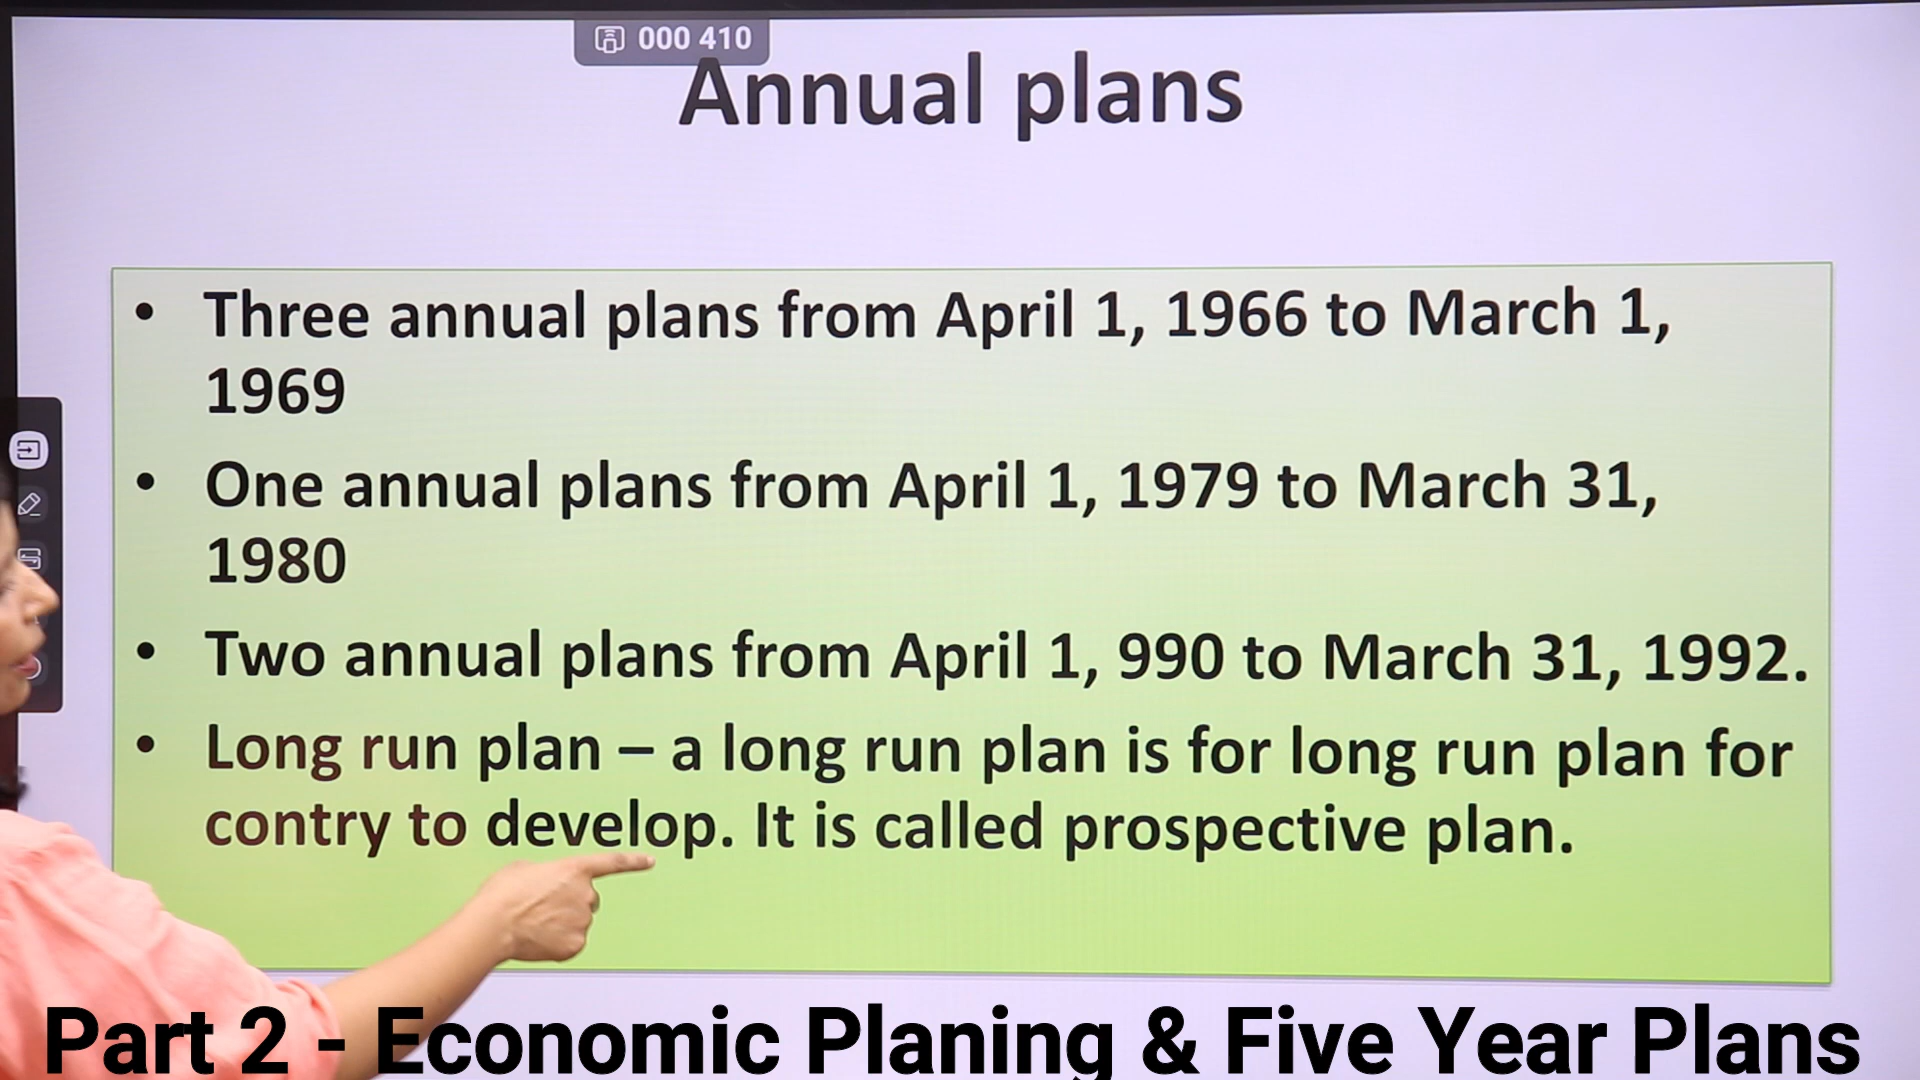 000 410
Annual plans
• Three annual plans from April 1, 1966 to March 1,
1969
• One annual plans from April 1, 1979 to March 31,
1980
• Two annual plans from April 1, 990 to March 31, 1992.
• Long run plan – a long run plan is for long run plan for
contry to develop. It is called prospective plan.
Part 2 - Economic Planing & Five Year Plans